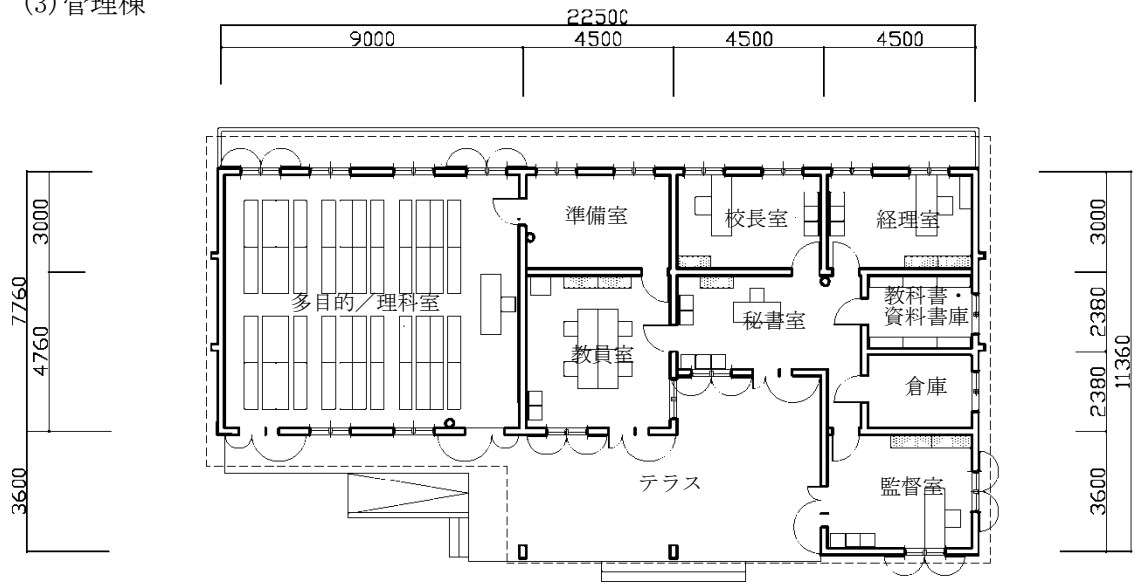 (3)管理棟
22500
9000
4500
4500
4500
準備室
校長室
経理室
多目的／理科室
教員室
秘書室
教科書・
資料書庫
倉庫
テラス
監督室
7760
3000
4760
3600
3000
2380
2380
3600
11360